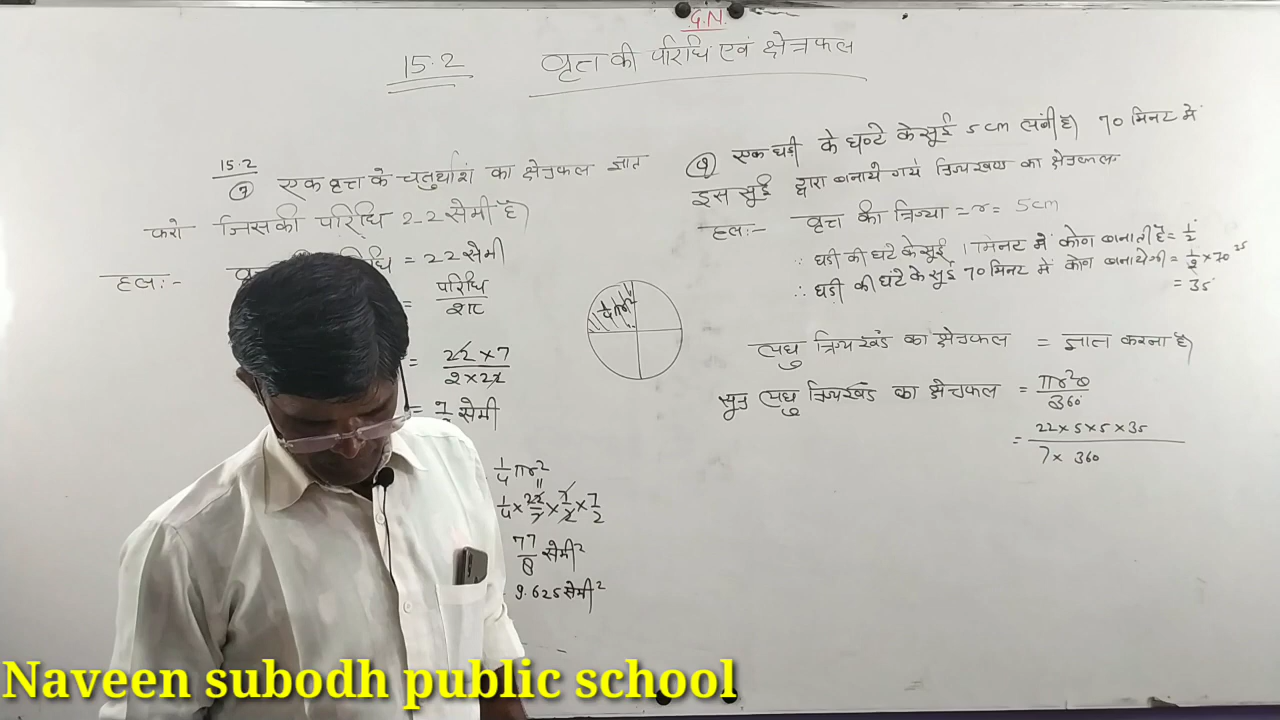 G.N.
15.2 वृत्त की परिधि एवं क्षेत्रफल
15.2
एक वृत्त के चतुर्थांश का क्षेत्रफल ज्ञात
करो जिसकी परिधि 22 सेमी है)
हलः- = 22 सेमी
= परिधि
2π
= 22 × 7
2 × 22
= 7 सेमी
1/4 πr²
1/4 × 22/7 × 7/2 × 7/2
77/8 सेमी²
9.625 सेमी²
1/4 πr²
एक घडी के घण्टे के सूई 5 cm लंबी है) 70 मिनट में
इस सूई द्वारा बनाये गये त्रिज्यखण्ड का क्षेत्रफल
हलः- वृत्त की त्रिज्या = r = 5cm
∵ घडी की घंटे के सूई 1 मिनट में कोण बनाती है = 1/2
∴ घडी की घंटे के सूई 70 मिनट में कोण बनायेगी = 1/2 × 70 35
= 35
लघु त्रिज्यखंड का क्षेत्रफल = ज्ञात करना है)
सूत्र लघु त्रिज्यखंड का क्षेत्रफल = πr²θ
360
= 22 × 5 × 5 × 35
7 × 360
Naveen subodh public school